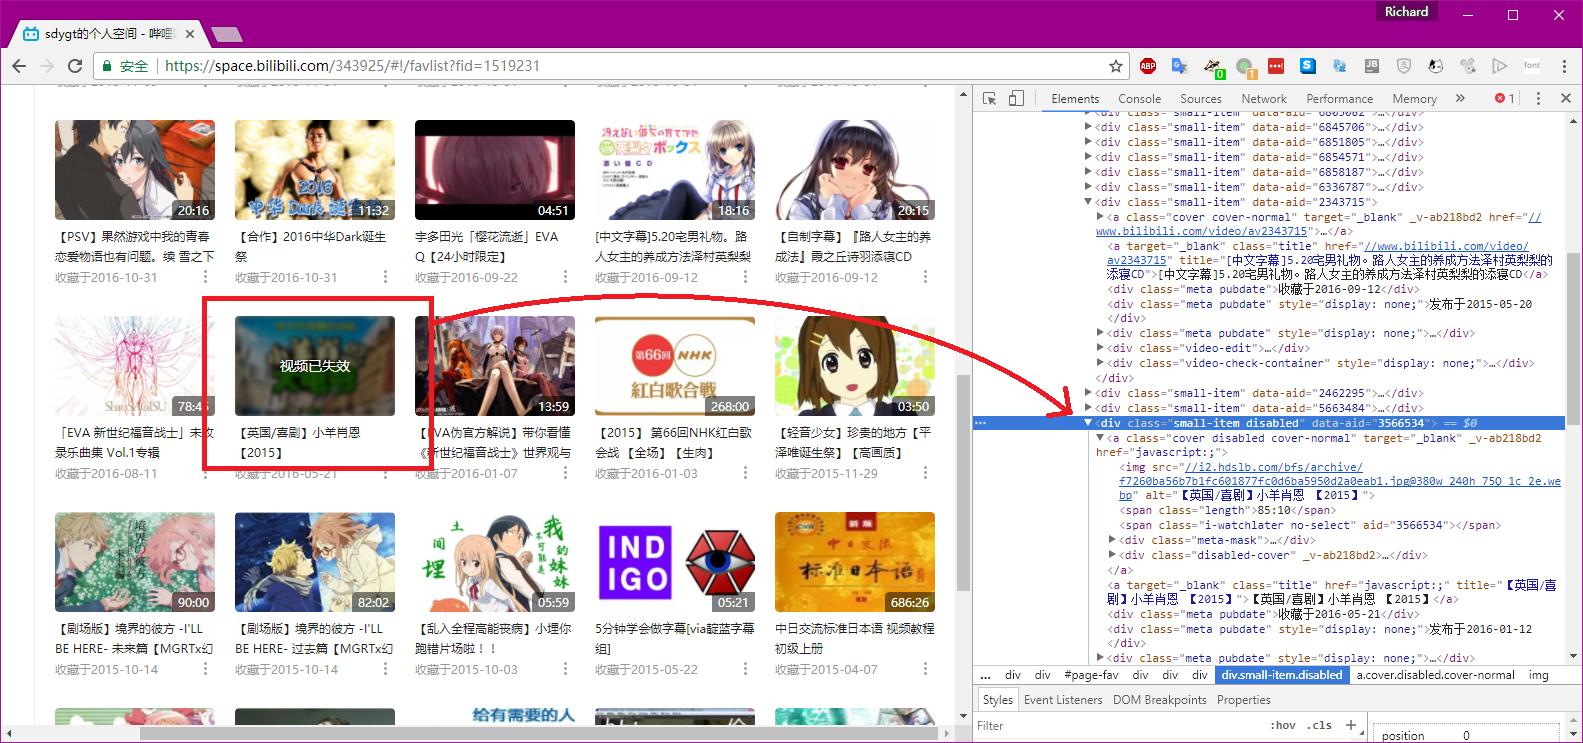 Richard
sdygt的个人空间 - 哔哩
安全
https://space.bilibili.com/343925/#!/favlist?fid=1519231
20:16
【PSV】果然游戏中我的青春
恋爱物语也有问题。续 雪之下
收藏于2016-10-31
2016
中华Dark诞生祭
11:32
【合作】2016中华Dark诞生
祭
收藏于2016-10-31
04:51
宇多田光「樱花流逝」EVA
Q【24小时限定】
收藏于2016-09-22
18:16
[中文字幕]5.20宅男礼物。路
人女主的养成方法泽村英梨梨
收藏于2016-09-12
20:15
【自制字幕】『路人女主的养
成法』霞之丘诗羽添寝CD
收藏于2016-09-12
78:45
「EVA 新世纪福音战士」未收
录乐曲集 Vol.1专辑
收藏于2016-08-11
视频已失效
【英国/喜剧】小羊肖恩
【2015】
收藏于2016-05-21
13:59
【EVA伪官方解说】带你看懂
《新世纪福音战士》世界观与
收藏于2016-01-07
第66回 NHK
紅白歌合戦
268:00
【2015】 第66回NHK红白歌
会战 【全场】【生肉】
收藏于2016-01-03
03:50
【轻音少女】珍贵的地方【平
泽唯诞生祭】【高画质】
收藏于2015-11-29
90:00
【剧场版】境界的彼方 -I'LL
BE HERE- 未来篇【MGRTx幻
收藏于2015-10-14
82:02
【剧场版】境界的彼方 -I'LL
BE HERE- 过去篇【MGRTx幻
收藏于2015-10-14
土间埋
我的妹妹
不可能是
05:59
【乱入全程高能丧病】小埋你
跑错片场啦！！
收藏于2015-10-03
IND
IGO
05:21
5分钟学会做字幕[via靛蓝字幕
组]
收藏于2015-05-22
新版
中日交流
标准日本语
686:26
中日交流标准日本语 视频教程
初级上册
收藏于2015-04-07
给有需要的人
Elements Console Sources Network Performance Memory » 1
<div class="small-item" data-aid="6845706">…</div>
<div class="small-item" data-aid="6851805">…</div>
<div class="small-item" data-aid="6854571">…</div>
<div class="small-item" data-aid="6858187">…</div>
<div class="small-item" data-aid="6336787">…</div>
<div class="small-item" data-aid="2343715">
<a class="cover cover-normal" target="_blank" _v-ab218bd2 href="//
www.bilibili.com/video/av2343715">…</a>
<a target="_blank" class="title" href="//www.bilibili.com/video/
av2343715" title="[中文字幕]5.20宅男礼物。路人女主的养成方法泽村英梨梨的
添寝CD">[中文字幕]5.20宅男礼物。路人女主的养成方法泽村英梨梨的添寝CD</a>
<div class="meta pubdate">收藏于2016-09-12</div>
<div class="meta pubdate" style="display: none;">发布于2015-05-20
</div>
<div class="meta pubdate" style="display: none;">…</div>
<div class="video-edit">…</div>
<div class="video-check-container" style="display: none;">…</div>
</div>
<div class="small-item" data-aid="2462295">…</div>
<div class="small-item" data-aid="5663484">…</div>
<div class="small-item disabled" data-aid="3566534"> == $0
<a class="cover disabled cover-normal" target="_blank" _v-ab218bd2
href="javascript:;">
<img src="//i2.hdslb.com/bfs/archive/
f7260ba56b7b1fc601877fc0d6ba5950d2a0eab1.jpg@380w_240h_75Q_1c_2e.we
bp" alt="【英国/喜剧】小羊肖恩 【2015】">
<span class="length">85:10</span>
<span class="i-watchlater no-select" aid="3566534"></span>
<div class="meta-mask">…</div>
<div class="disabled-cover" _v-ab218bd2>…</div>
</a>
<a target="_blank" class="title" href="javascript:;" title="【英国/喜
剧】小羊肖恩 【2015】">【英国/喜剧】小羊肖恩 【2015】</a>
<div class="meta pubdate">收藏于2016-05-21</div>
<div class="meta pubdate" style="display: none;">发布于2016-01-12
</div>
<div class="meta pubdate" style="display: none;">…</div>
... div div #page-fav div div div div.small-item.disabled a.cover.disabled.cover-normal img
Styles Event Listeners DOM Breakpoints Properties
Filter :hov .cls +
position 0